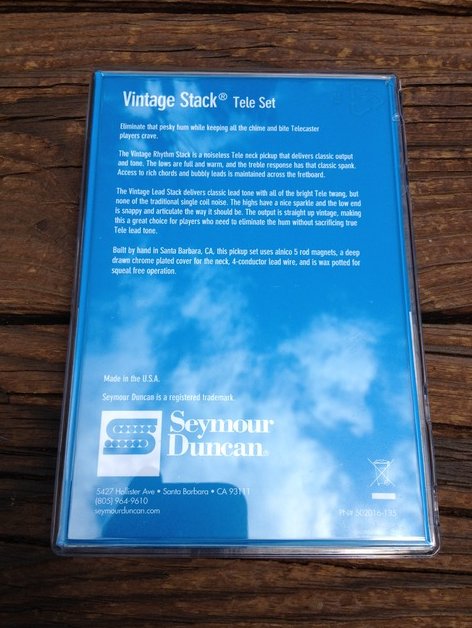 Vintage Stack® Tele Set
Eliminate that pesky hum while keeping all the chime and bite Telecaster
players crave.
The Vintage Rhythm Stack is a noiseless Tele neck pickup that delivers classic output
and tone. The lows are full and warm, and the treble response has that classic spank.
Access to rich chords and bubbly leads is maintained across the fretboard.
The Vintage Lead Stack delivers classic lead tone with all of the bright Tele twang, but
none of the traditional single coil noise. The highs have a nice sparkle and the low end
is snappy and articulate the way it should be. The output is straight up vintage, making
this a great choice for players who need to eliminate the hum without sacrificing true
Tele lead tone.
Built by hand in Santa Barbara, CA, this pickup set uses alnico 5 rod magnets, a deep
drawn chrome plated cover for the neck, 4-conductor lead wire, and is wax potted for
squeal free operation.
Made in the U.S.A.
Seymour Duncan is a registered trademark.
Seymour
Duncan®
5427 Hollister Ave • Santa Barbara • CA 93111
(805) 964-9610
seymourduncan.com
PN# 502016-135